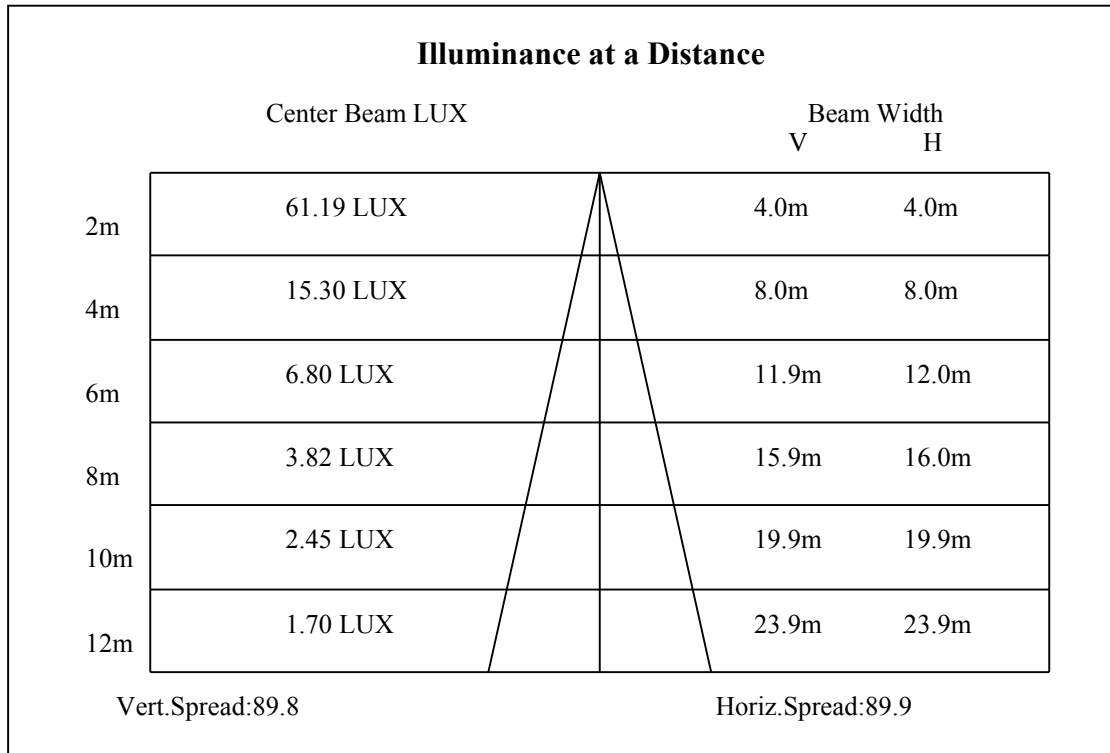 Illuminance at a Distance
Center Beam LUX Beam Width
V H
61.19 LUX 4.0m 4.0m
2m
15.30 LUX 8.0m 8.0m
4m
6.80 LUX 11.9m 12.0m
6m
3.82 LUX 15.9m 16.0m
8m
2.45 LUX 19.9m 19.9m
10m
1.70 LUX 23.9m 23.9m
12m
Vert.Spread:89.8 Horiz.Spread:89.9